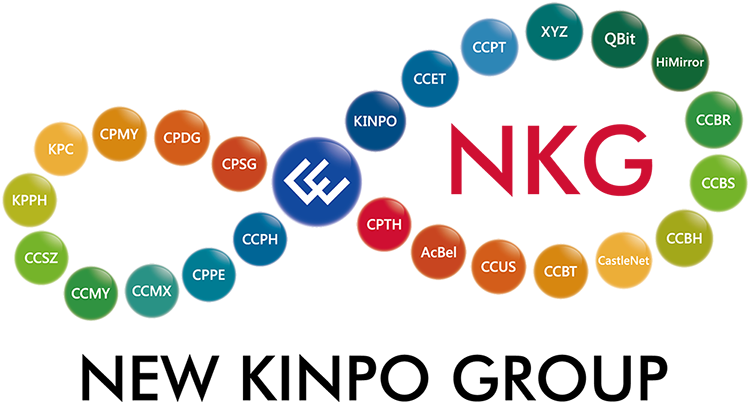 XYZ
QBit
CCPT
HiMirror
CCET
KINPO
CCBR
CPMY
CPDG
KPC
CPSG
NKG
CCBS
KPPH
CPTH
CCPH
CCBH
AcBel
CCSZ
CCUS
CCBT
CastleNet
CPPE
CCMX
CCMY
NEW KINPO GROUP